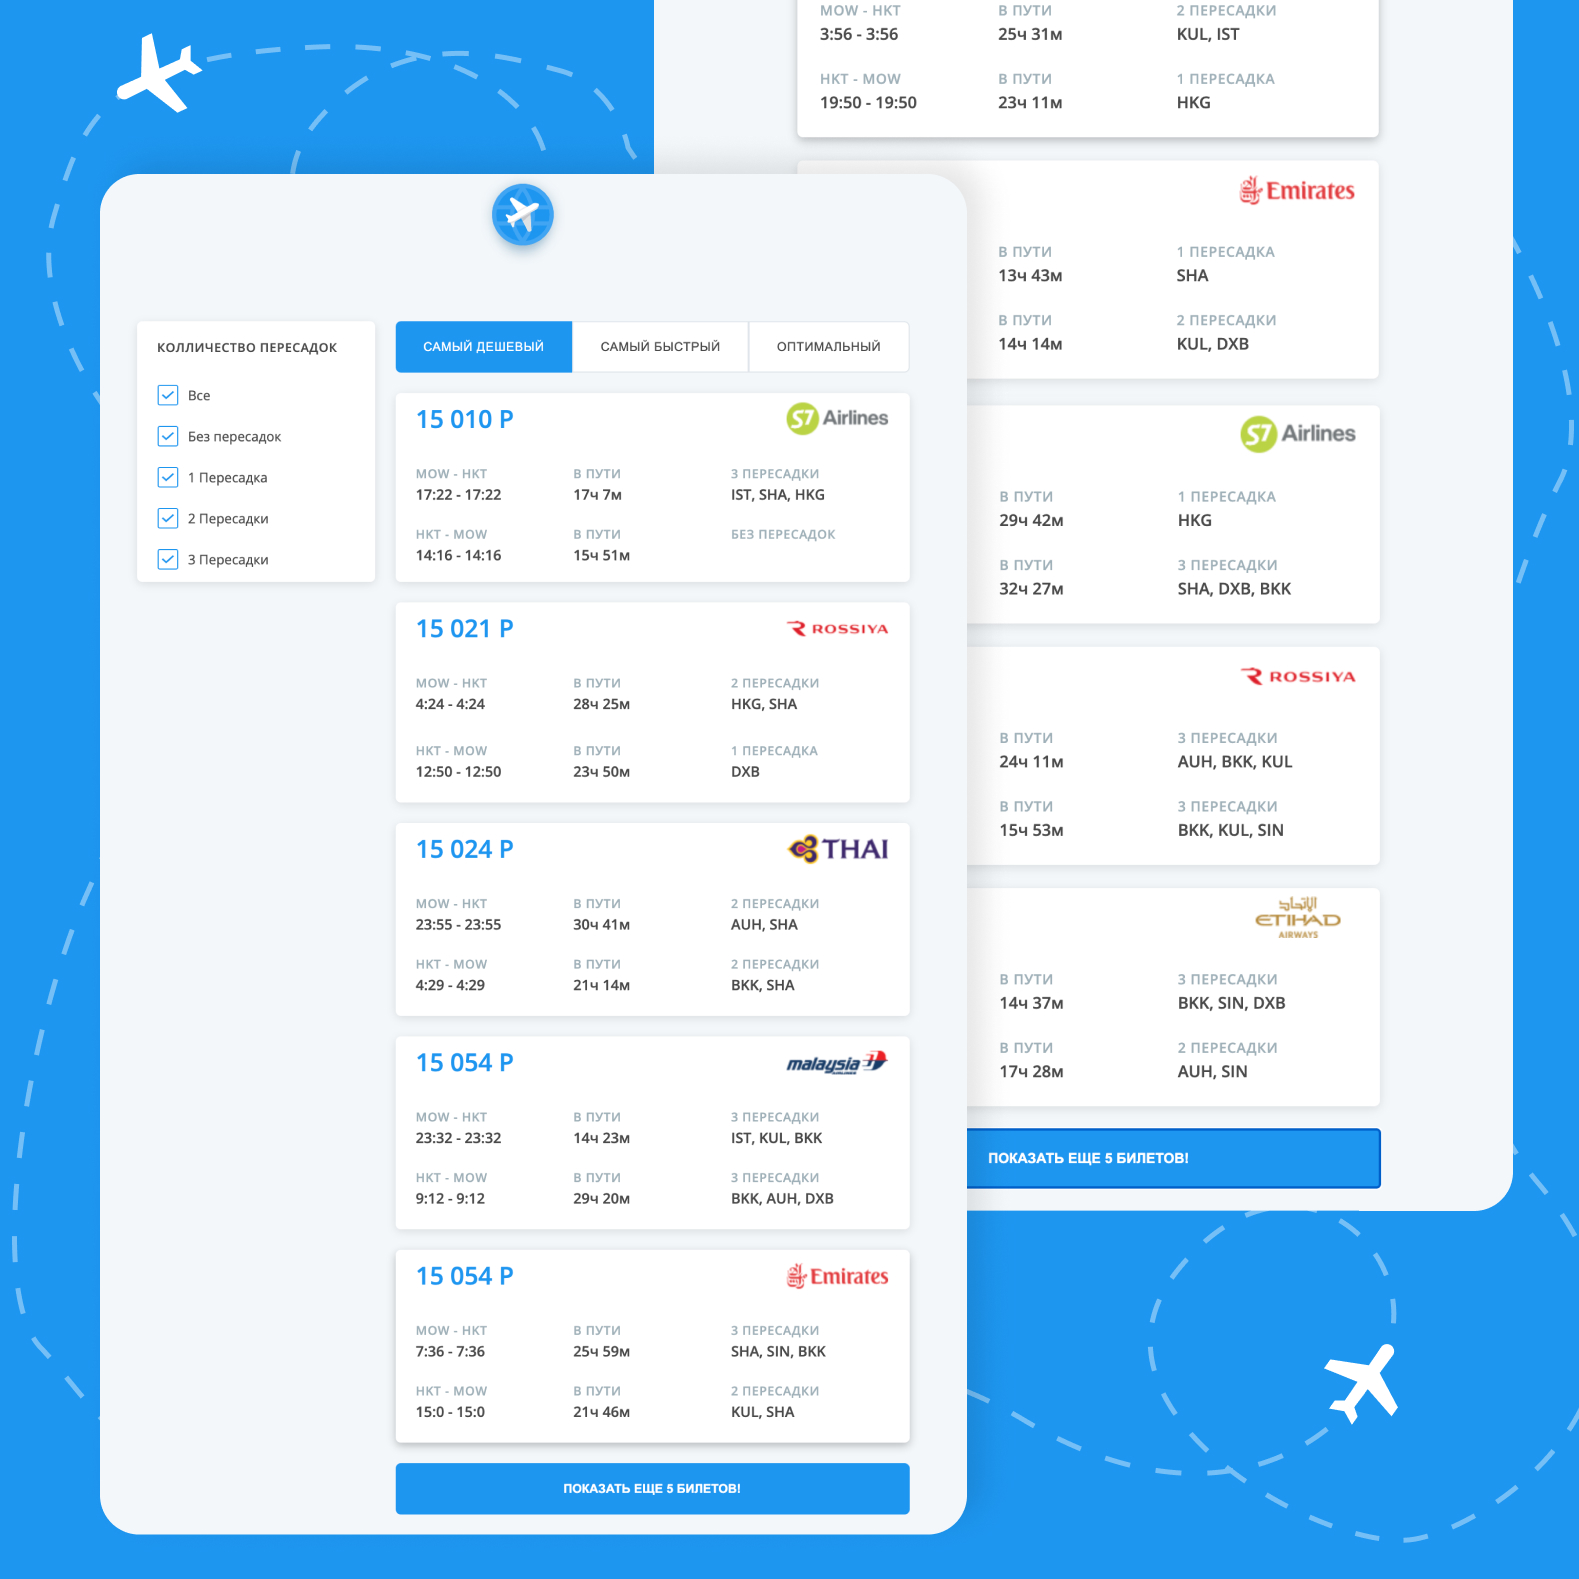 КОЛЛИЧЕСТВО ПЕРЕСАДОК
Все
Без пересадок
1 Пересадка
2 Пересадки
3 Пересадки
САМЫЙ ДЕШЕВЫЙ САМЫЙ БЫСТРЫЙ ОПТИМАЛЬНЫЙ
15 010 Р S7 Airlines
MOW - HKT В ПУТИ 3 ПЕРЕСАДКИ
17:22 - 17:22 17ч 7м IST, SHA, HKG
HKT - MOW В ПУТИ БЕЗ ПЕРЕСАДОК
14:16 - 14:16 15ч 51м
15 021 Р ROSSIYA
MOW - HKT В ПУТИ 2 ПЕРЕСАДКИ
4:24 - 4:24 28ч 25м HKG, SHA
HKT - MOW В ПУТИ 1 ПЕРЕСАДКА
12:50 - 12:50 23ч 50м DXB
15 024 Р THAI
MOW - HKT В ПУТИ 2 ПЕРЕСАДКИ
23:55 - 23:55 30ч 41м AUH, SHA
HKT - MOW В ПУТИ 2 ПЕРЕСАДКИ
4:29 - 4:29 21ч 14м BKK, SHA
15 054 Р malaysia
AIRLINES
MOW - HKT В ПУТИ 3 ПЕРЕСАДКИ
23:32 - 23:32 14ч 23м IST, KUL, BKK
HKT - MOW В ПУТИ 3 ПЕРЕСАДКИ
9:12 - 9:12 29ч 20м BKK, AUH, DXB
15 054 Р Emirates
MOW - HKT В ПУТИ 3 ПЕРЕСАДКИ
7:36 - 7:36 25ч 59м SHA, SIN, BKK
HKT - MOW В ПУТИ 2 ПЕРЕСАДКИ
15:0 - 15:0 21ч 46м KUL, SHA
ПОКАЗАТЬ ЕЩЕ 5 БИЛЕТОВ!
MOW - HKT В ПУТИ 2 ПЕРЕСАДКИ
3:56 - 3:56 25ч 31м KUL, IST
HKT - MOW В ПУТИ 1 ПЕРЕСАДКА
19:50 - 19:50 23ч 11м HKG
Emirates
В ПУТИ 1 ПЕРЕСАДКА
13ч 43м SHA
В ПУТИ 2 ПЕРЕСАДКИ
14ч 14м KUL, DXB
S7 Airlines
В ПУТИ 1 ПЕРЕСАДКА
29ч 42м HKG
В ПУТИ 3 ПЕРЕСАДКИ
32ч 27м SHA, DXB, BKK
ROSSIYA
В ПУТИ 3 ПЕРЕСАДКИ
24ч 11м AUH, BKK, KUL
В ПУТИ 3 ПЕРЕСАДКИ
15ч 53м BKK, KUL, SIN
الإتحاد
ETIHAD
AIRWAYS
В ПУТИ 3 ПЕРЕСАДКИ
14ч 37м BKK, SIN, DXB
В ПУТИ 2 ПЕРЕСАДКИ
17ч 28м AUH, SIN
ПОКАЗАТЬ ЕЩЕ 5 БИЛЕТОВ!